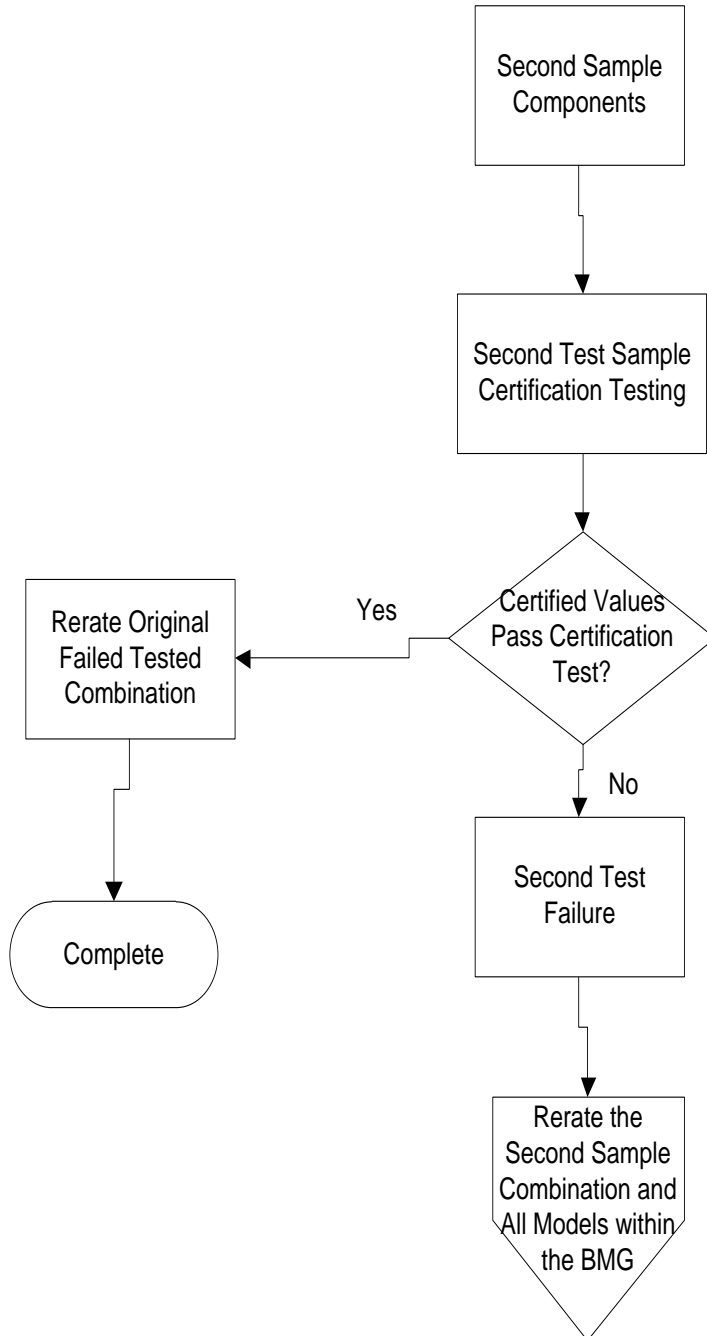 Second Sample
Components
Second Test Sample
Certification Testing
Certified Values
Pass Certification
Test?
Yes
Rerate Original
Failed Tested
Combination
Complete
No
Second Test
Failure
Rerate the
Second Sample
Combination and
All Models within
the BMG